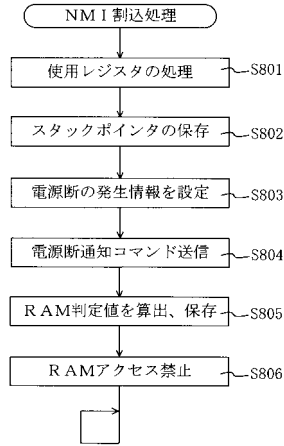 ＮＭＩ割込処理
使用レジスタの処理
S801
スタックポインタの保存
S802
電源断の発生情報を設定
S803
電源断通知コマンド送信
S804
ＲＡＭ判定値を算出、保存
S805
ＲＡＭアクセス禁止
S806